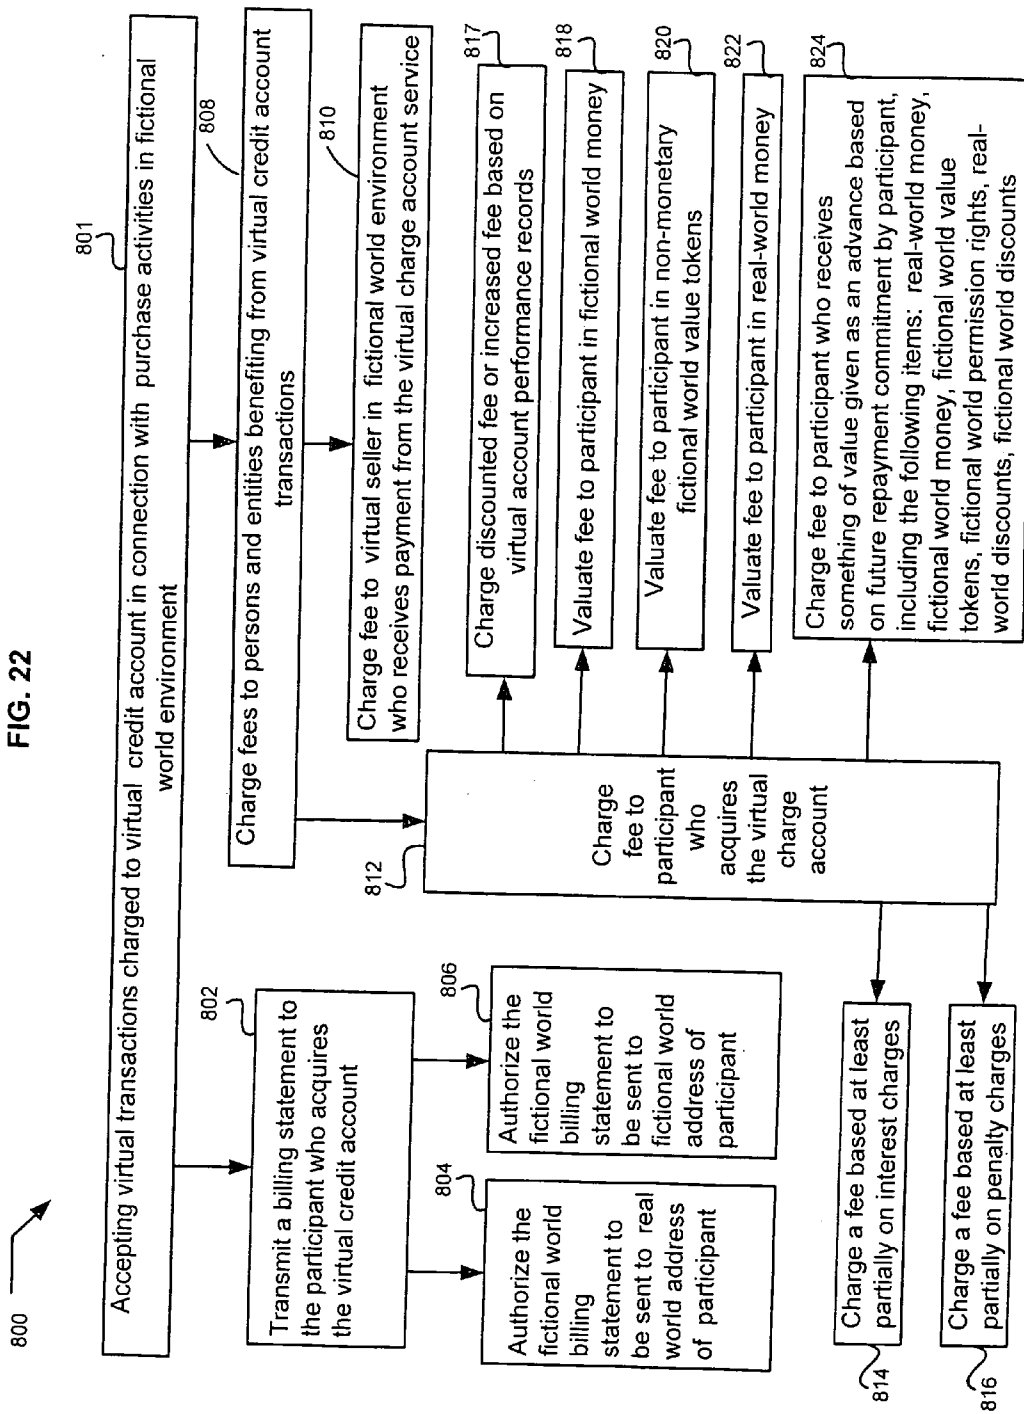 FIG. 22
800
801
Accepting virtual transactions charged to virtual credit account in connection with purchase activities in fictional
world environment
802
Transmit a billing statement to
the participant who acquires
the virtual credit account
804
Authorize the
fictional world
billing
statement to
be sent to real
world address
of participant
806
Authorize the
fictional world
billing
statement to
be sent to
fictional world
address of
participant
808
Charge fees to persons and entities benefiting from virtual credit account
transactions
810
Charge fee to virtual seller in fictional world environment
who receives payment from the virtual charge account service
812
Charge
fee to
participant
who
acquires
the virtual
charge
account
814
Charge a fee based at least
partially on interest charges
816
Charge a fee based at least
partially on penalty charges
817
Charge discounted fee or increased fee based on
virtual account performance records
818
Valuate fee to participant in fictional world money
820
Valuate fee to participant in non-monetary
fictional world value tokens
822
Valuate fee to participant in real-world money
824
Charge fee to participant who receives
something of value given as an advance based
on future repayment commitment by participant,
including the following items: real-world money,
fictional world money, fictional world value
tokens, fictional world permission rights, real-
world discounts, fictional world discounts